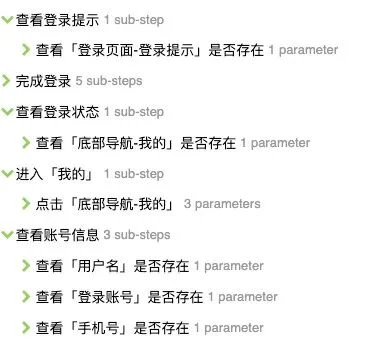 查看登录提示 1 sub-step
查看「登录页面-登录提示」是否存在 1 parameter
完成登录 5 sub-steps
查看登录状态 1 sub-step
查看「底部导航-我的」是否存在 1 parameter
进入「我的」 1 sub-step
点击「底部导航-我的」 3 parameters
查看账号信息 3 sub-steps
查看「用户名」是否存在 1 parameter
查看「登录账号」是否存在 1 parameter
查看「手机号」是否存在 1 parameter